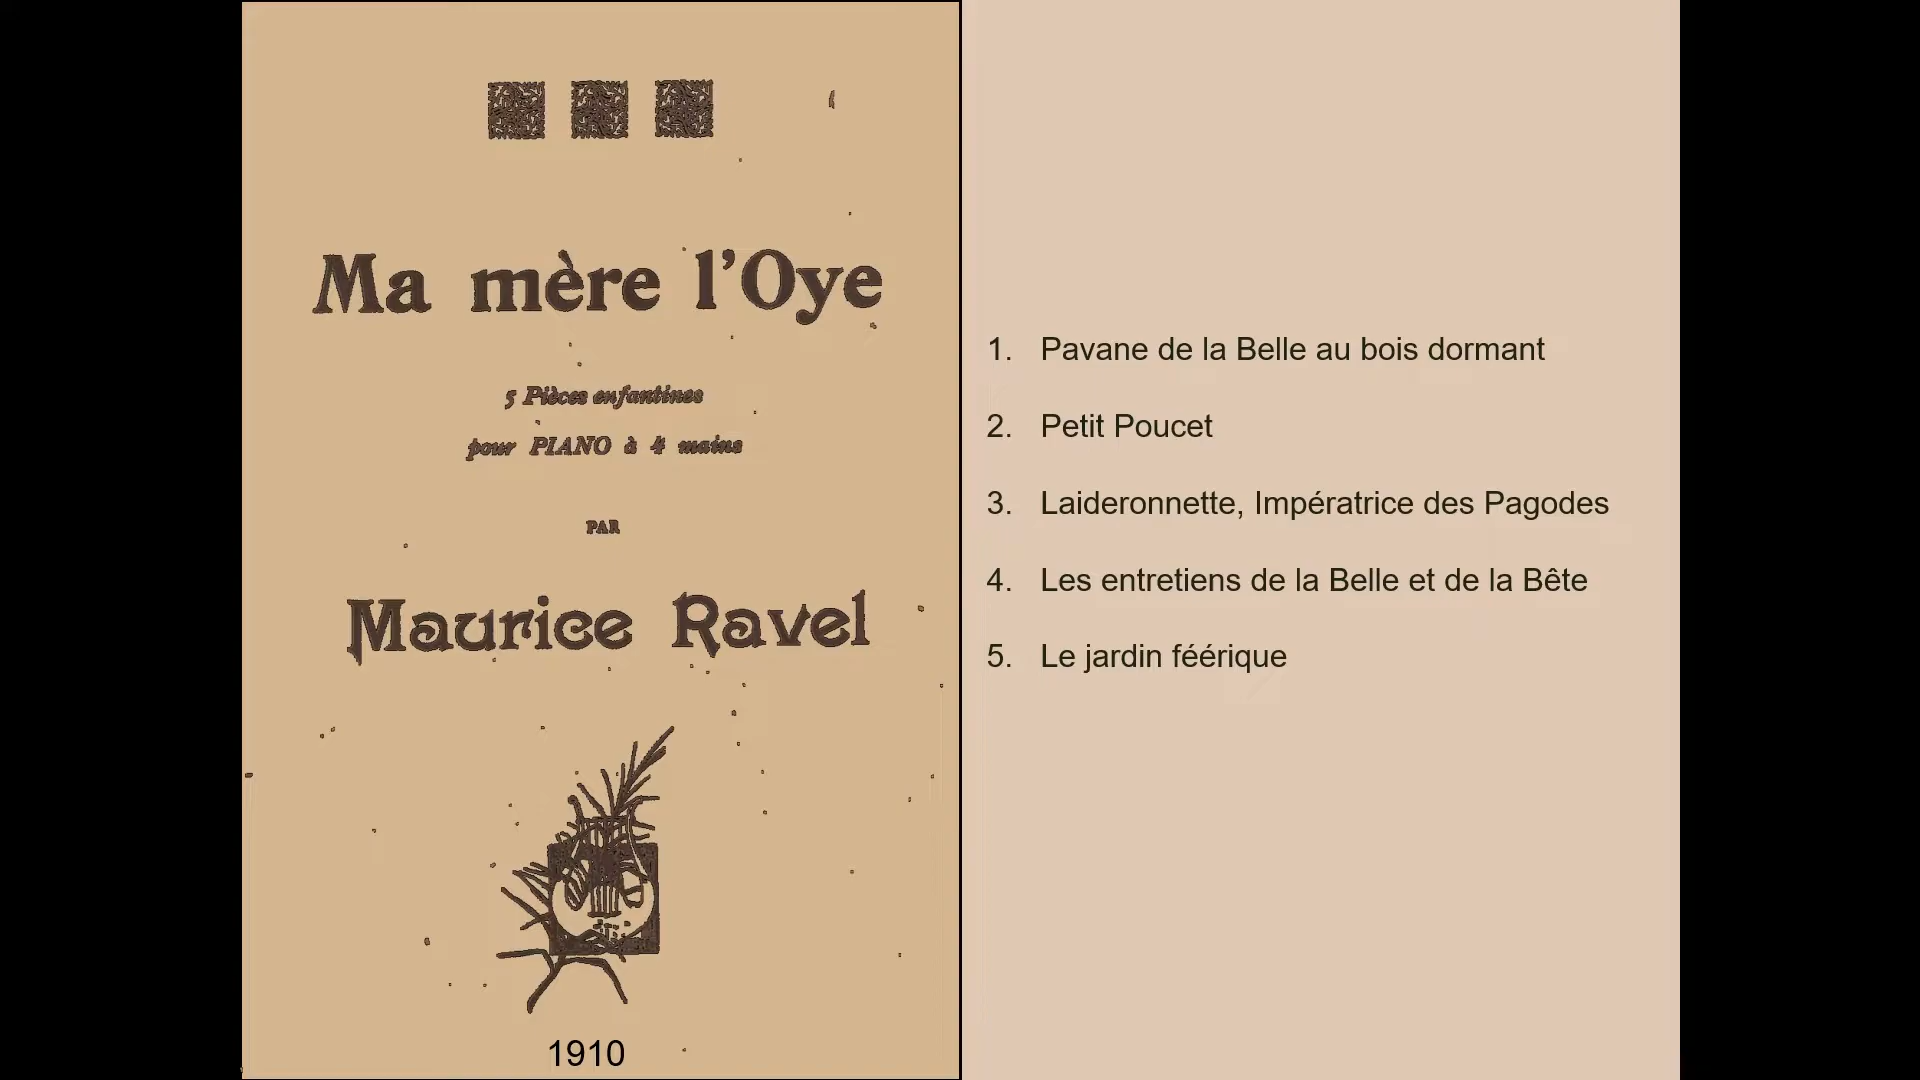 Ma mère l'Oye
5 Pièces enfantines
pour PIANO à 4 mains
PAR
Maurice Ravel
1910
1. Pavane de la Belle au bois dormant
2. Petit Poucet
3. Laideronnette, Impératrice des Pagodes
4. Les entretiens de la Belle et de la Bête
5. Le jardin féérique